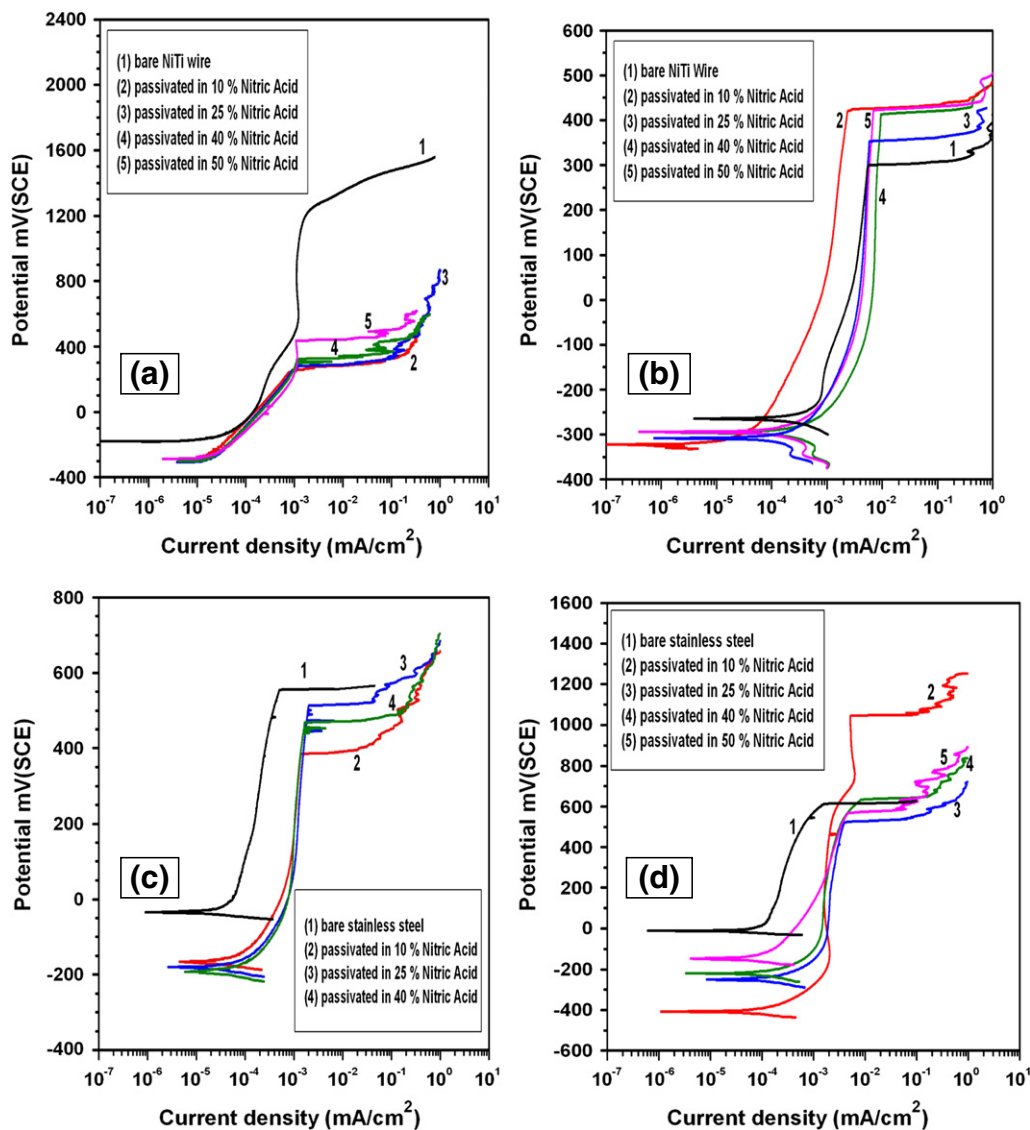 2400
2000
1600
1200
800
400
0
-400
Potential mV(SCE)
(1) bare NiTi wire
(2) passivated in 10 % Nitric Acid
(3) passivated in 25 % Nitric Acid
(4) passivated in 40 % Nitric Acid
(5) passivated in 50 % Nitric Acid
1
3
5
4
2
(a)
10-7 10-6 10-5 10-4 10-3 10-2 10-1 100 101
Current density (mA/cm2)
600
500
400
300
200
100
0
-100
-200
-300
-400
Potential mV(SCE)
(1) bare NiTi Wire
(2) passivated in 10 % Nitric Acid
(3) passivated in 25 % Nitric Acid
(4) passivated in 40 % Nitric Acid
(5) passivated in 50 % Nitric Acid
2 5 3
1
4
(b)
10-7 10-6 10-5 10-4 10-3 10-2 10-1 100
Current density (mA/cm2)
800
600
400
200
0
-200
-400
Potential mV(SCE)
1 3
4
2
(c)
(1) bare stainless steel
(2) passivated in 10 % Nitric Acid
(3) passivated in 25 % Nitric Acid
(4) passivated in 40 % Nitric Acid
10-7 10-6 10-5 10-4 10-3 10-2 10-1 100 101
Current density (mA/cm2)
1600
1400
1200
1000
800
600
400
200
0
-200
-400
-600
Potential mV(SCE)
(1) bare stainless steel
(2) passivated in 10 % Nitric Acid
(3) passivated in 25 % Nitric Acid
(4) passivated in 40 % Nitric Acid
(5) passivated in 50 % Nitric Acid
2
5 4
3
1
(d)
10-7 10-6 10-5 10-4 10-3 10-2 10-1 100 101
Current density (mA/cm2)